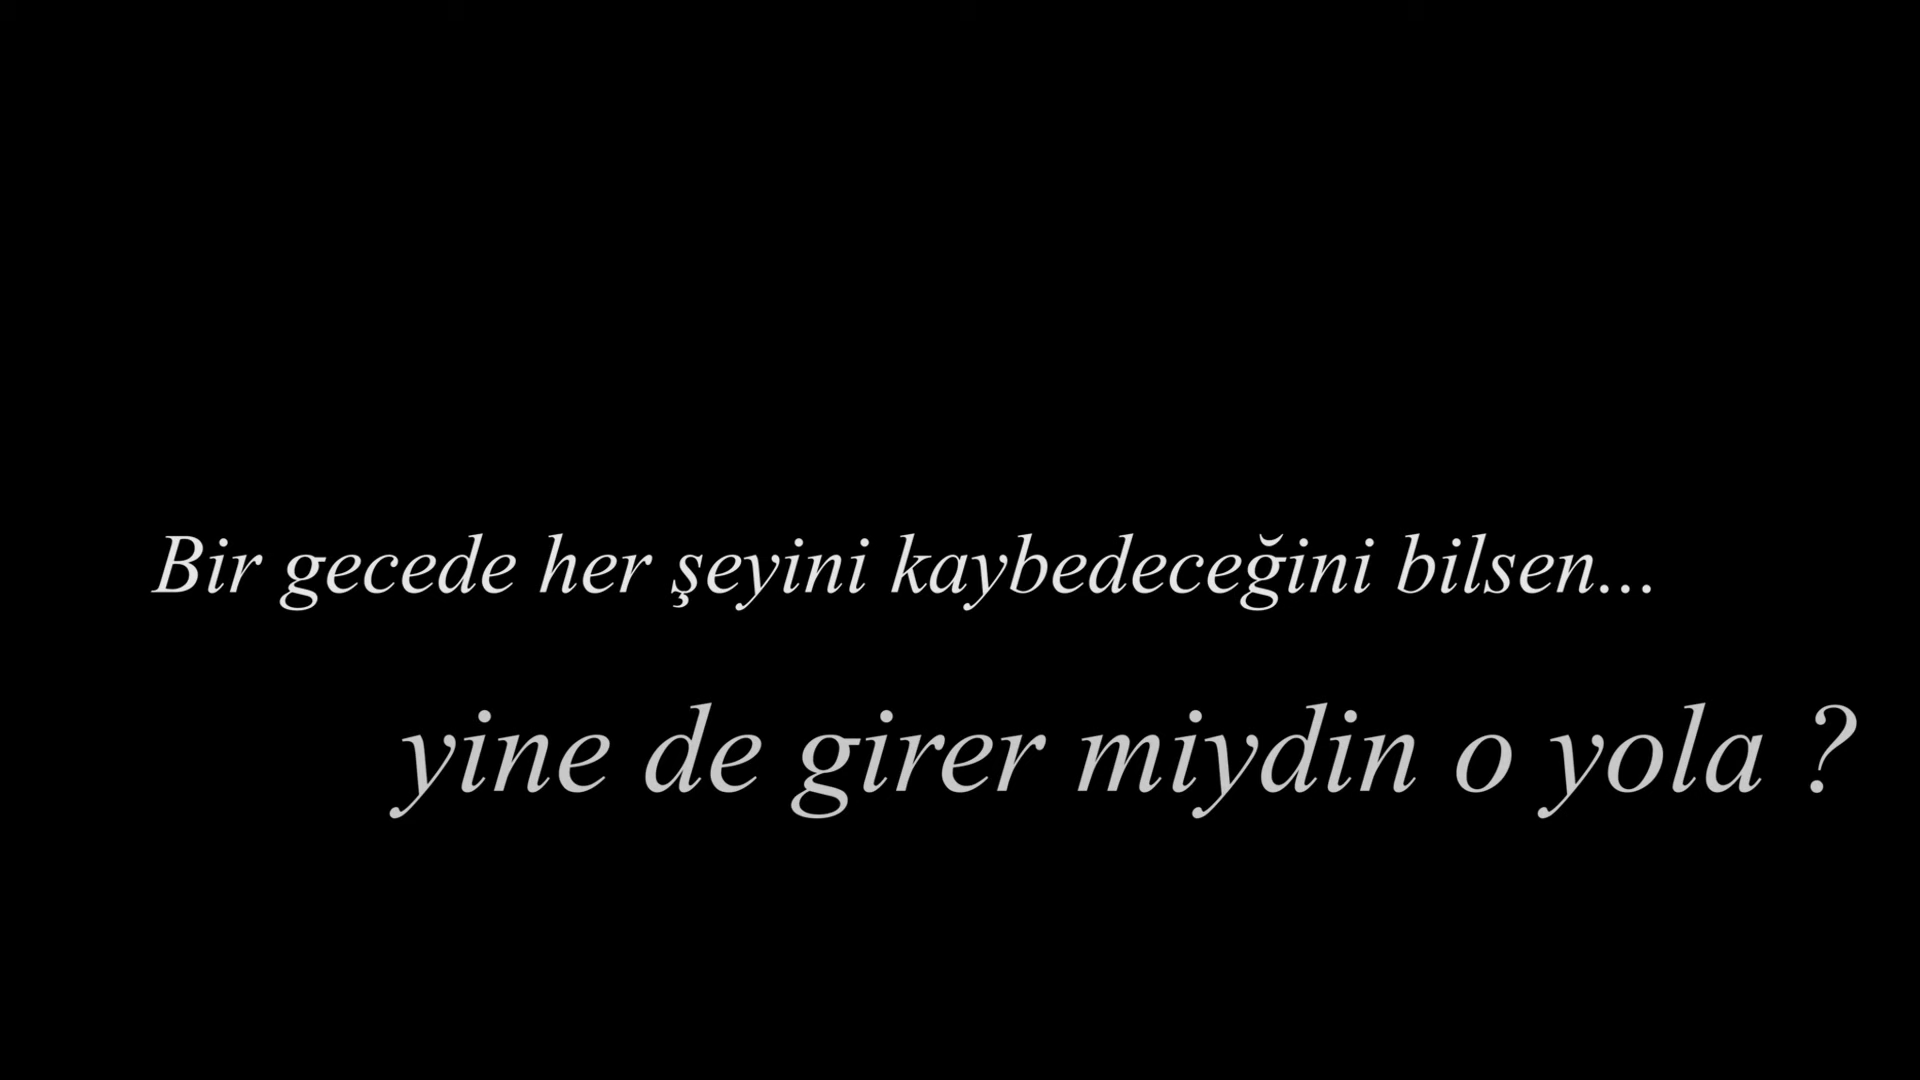 Bir gecede her şeyini kaybedeceğini bilsen...
yine de girer miydin o yola ?